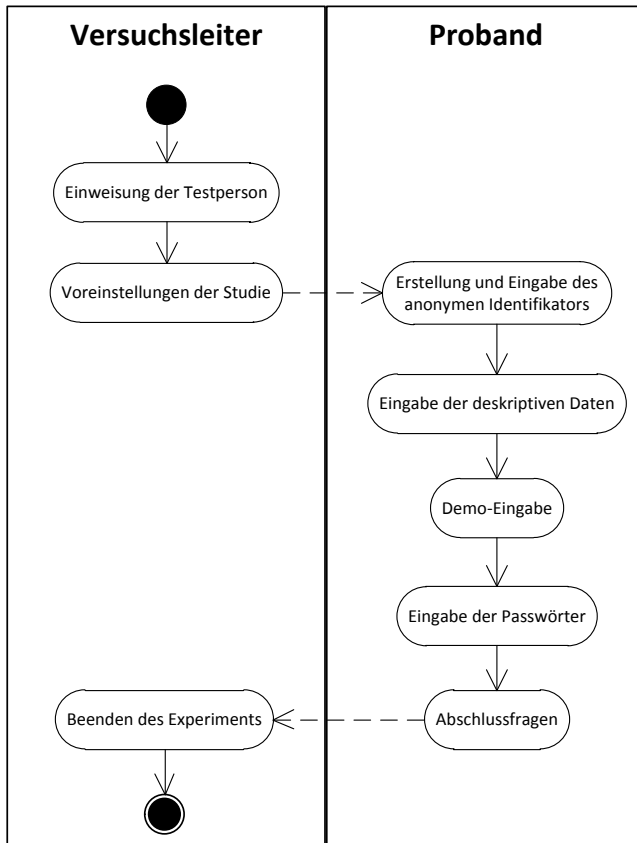 Versuchsleiter
Proband
Einweisung der Testperson
Voreinstellungen der Studie
Erstellung und Eingabe des
anonymen Identifikators
Eingabe der deskriptiven Daten
Demo-Eingabe
Eingabe der Passwörter
Abschlussfragen
Beenden des Experiments